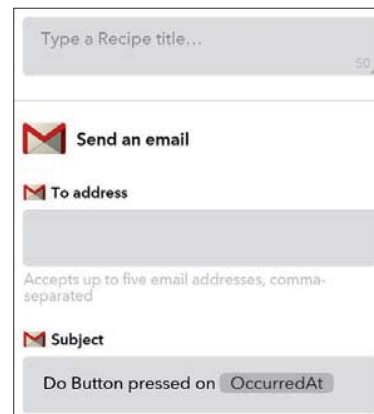 Type a Recipe title...
50
Send an email
To address
Accepts up to five email addresses, comma-
separated
Subject
Do Button pressed on OccurredAt